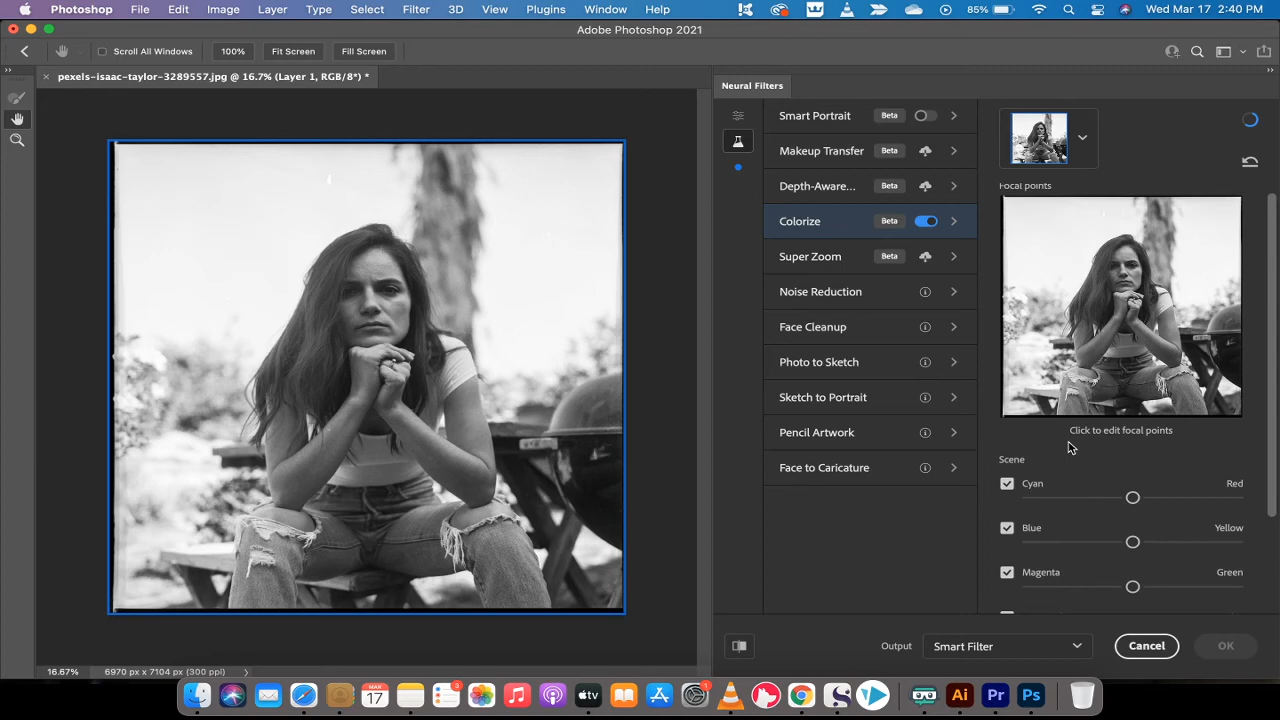 Photoshop File Edit Image Layer Type Select Filter 3D View Plugins Window Help 85% Wed Mar 17 2:40 PM
Adobe Photoshop 2021
Scroll All Windows 100% Fit Screen Fill Screen
pexels-isaac-taylor-3289557.jpg @ 16.7% (Layer 1, RGB/8*) *
Neural Filters
Smart Portrait Beta
Makeup Transfer Beta
Depth-Aware... Beta
Focal points
Colorize Beta
Super Zoom Beta
Noise Reduction
Face Cleanup
Photo to Sketch
Sketch to Portrait
Pencil Artwork
Click to edit focal points
Face to Caricature
Scene
Cyan Red
Blue Yellow
Magenta Green
Output Smart Filter Cancel OK
16.67% 6970 px x 7104 px (300 ppi)
MAR
17
3
tv
1
Ai
Pr
Ps